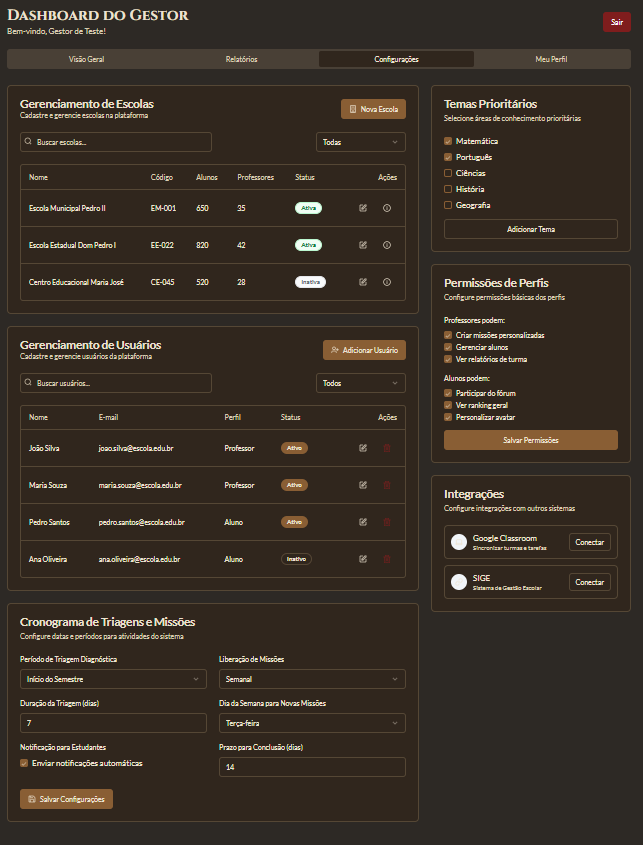 Dashboard do Gestor
Bem-vindo, Gestor de Teste!
Sair
Visão Geral
Relatórios
Configurações
Meu Perfil
Gerenciamento de Escolas
Cadastre e gerencie escolas na plataforma
Nova Escola
Buscar escolas...
Todas
Nome Código Alunos Professores Status Ações
Escola Municipal Pedro II EM-001 650 35 Ativa
Escola Estadual Dom Pedro I EE-022 820 42 Ativa
Centro Educacional Maria José CE-045 520 28 Inativa
Gerenciamento de Usuários
Cadastre e gerencie usuários da plataforma
Adicionar Usuário
Buscar usuários...
Todos
Nome E-mail Perfil Status Ações
João Silva joao.silva@escola.edu.br Professor Ativo
Maria Souza maria.souza@escola.edu.br Professor Ativo
Pedro Santos pedro.santos@escola.edu.br Aluno Ativo
Ana Oliveira ana.oliveira@escola.edu.br Aluno Inativo
Cronograma de Triagens e Missões
Configure datas e períodos para atividades do sistema
Período de Triagem Diagnóstica
Início do Semestre
Liberação de Missões
Semanal
Duração da Triagem (dias)
7
Dia da Semana para Novas Missões
Terça-feira
Notificação para Estudantes
Enviar notificações automáticas
Prazo para Conclusão (dias)
14
Salvar Configurações
Temas Prioritários
Selecione áreas de conhecimento prioritárias
Matemática
Português
Ciências
História
Geografia
Adicionar Tema
Permissões de Perfis
Configure permissões básicas dos perfis
Professores podem:
Criar missões personalizadas
Gerenciar alunos
Ver relatórios de turma
Alunos podem:
Participar do fórum
Ver ranking geral
Personalizar avatar
Salvar Permissões
Integrações
Configure integrações com outros sistemas
Google Classroom
Sincronizar turmas e tarefas
Conectar
SIGE
Sistema de Gestão Escolar
Conectar